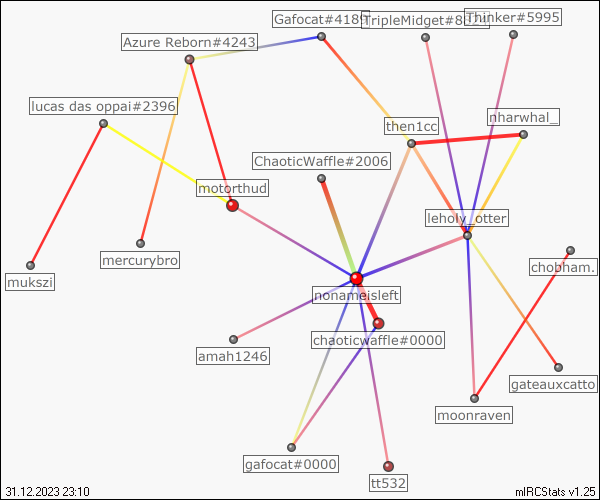 Gafocat#4189
TripleMidget#8
Thinker#5995
Azure Reborn#4243
lucas das oppai#2396
nharwhal_
then1cc
ChaoticWaffle#2006
motorthud
leholy_otter
mercurybro
chobham.
mukszi
nonameisleft
chaoticwaffle#0000
amah1246
gateauxcatto
moonraven
gafocat#0000
tt532
31.12.2023 23:10
mIRCStats v1.25